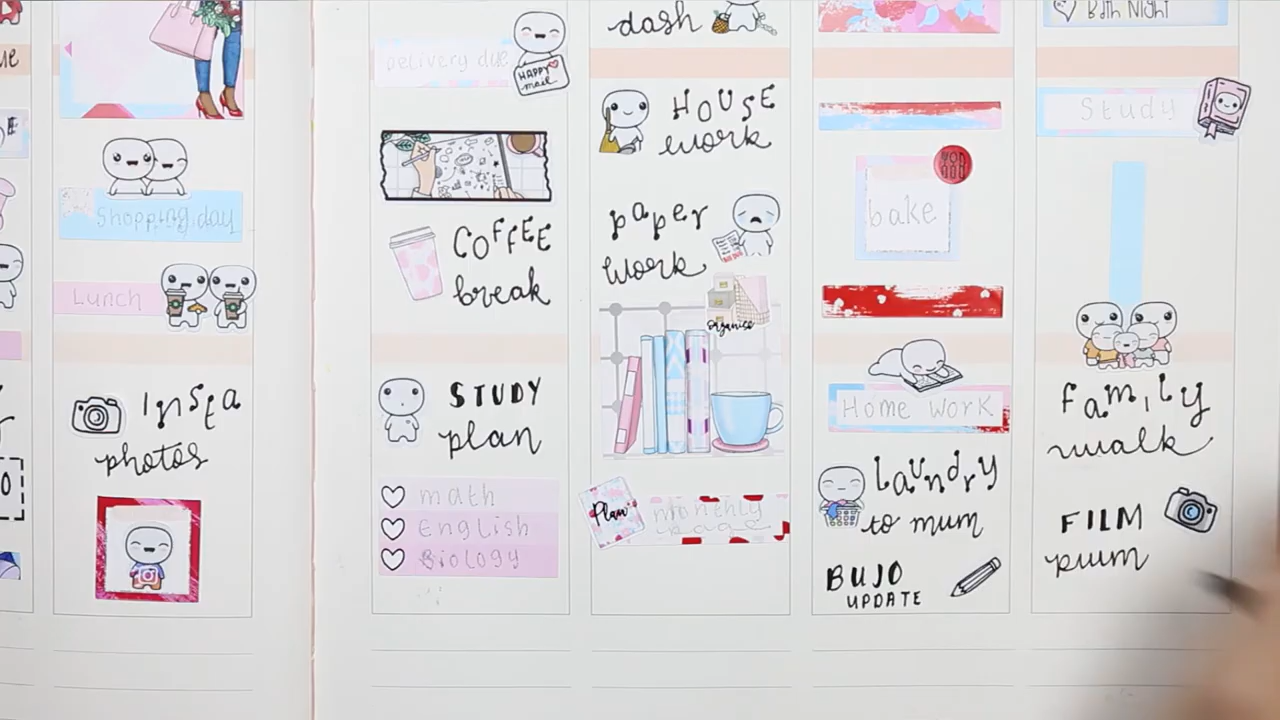 Shopping day
Lunch
Insta
photos
Delivery due
HAPPY
mail
COFFEE
break
STUDY
plan
math
English
Biology
dash
HOUSE
work
paper
work
organise
Plan
monthly
page
bake
Home work
Laundry
to mum
BUJO
UPDATE
Bath Night
Study
Family
walk
FILM